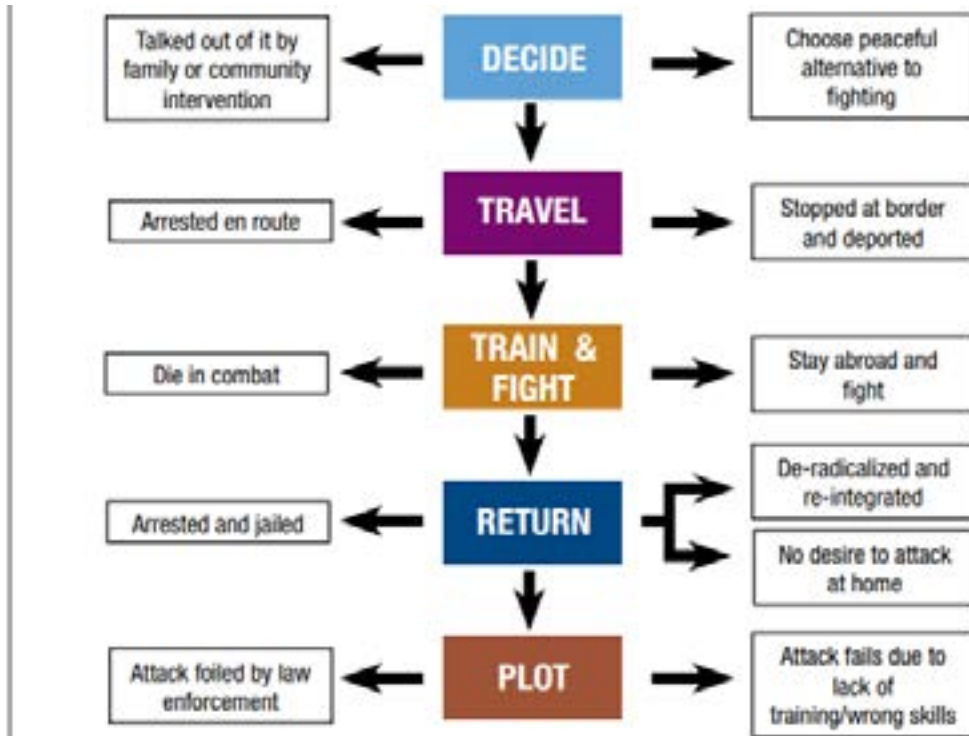 Talked out of it by
family or community
intervention
DECIDE
Choose peaceful
alternative to
fighting
Arrested en route
TRAVEL
Stopped at border
and deported
Die in combat
TRAIN &
FIGHT
Stay abroad and
fight
Arrested and jailed
RETURN
De-radicalized and
re-integrated
No desire to attack
at home
Attack foiled by law
enforcement
PLOT
Attack fails due to
lack of
training/wrong skills